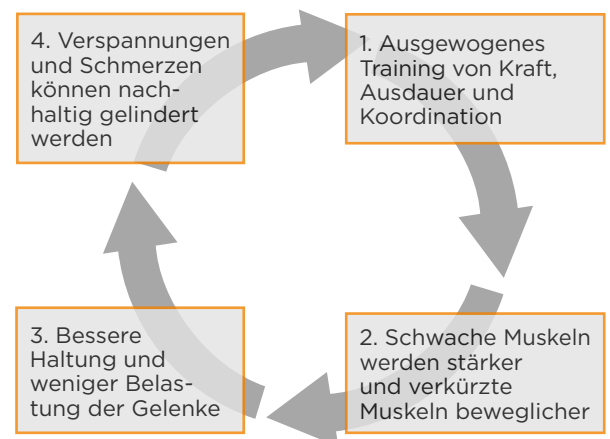 1. Ausgewogenes
Training von Kraft,
Ausdauer und
Koordination
2. Schwache Muskeln
werden stärker
und verkürzte
Muskeln beweglicher
3. Bessere
Haltung und
weniger Belas-
tung der Gelenke
4. Verspannungen
und Schmerzen
können nach-
haltig gelindert
werden